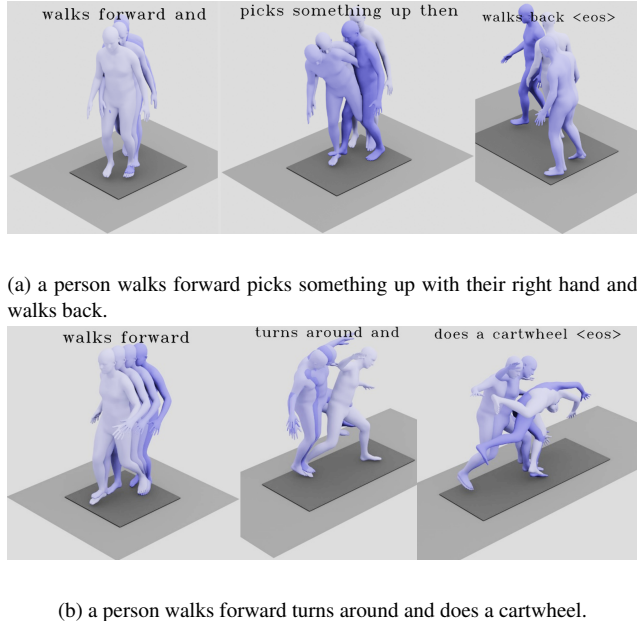 walks forward and
picks something up then
walks back <eos>
(a) a person walks forward picks something up with their right hand and
walks back.
walks forward
turns around and
does a cartwheel <eos>
(b) a person walks forward turns around and does a cartwheel.